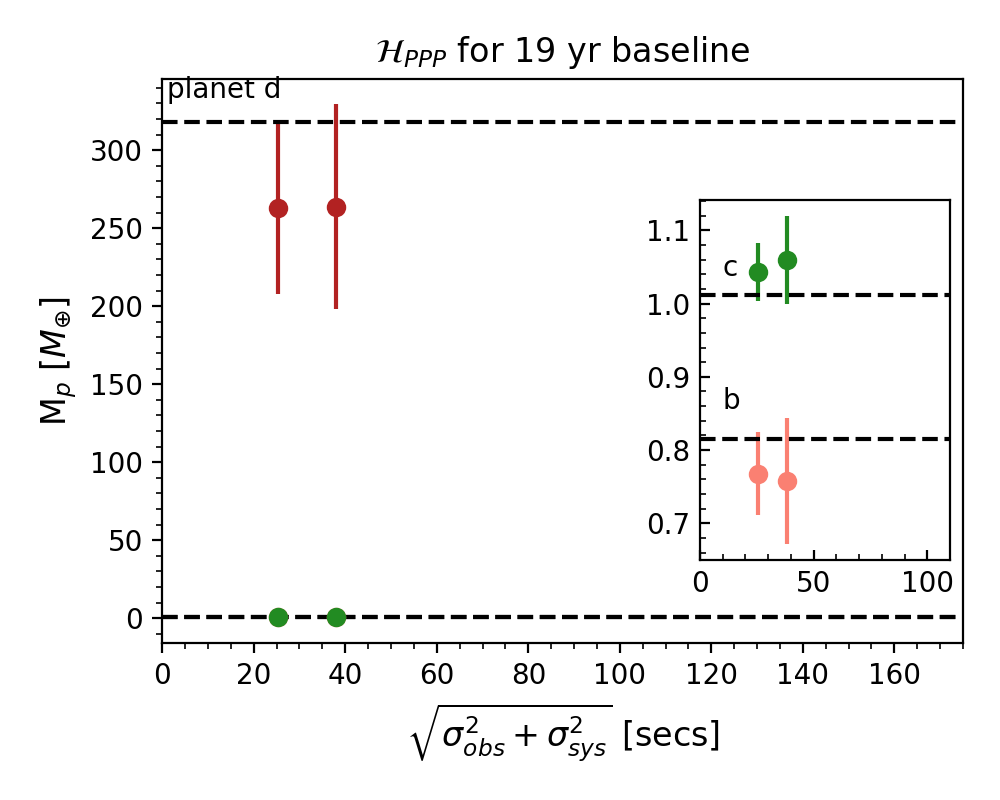 𝓗_PPP for 19 yr baseline
planet d
M_p [M_⊕]
300
250
200
150
100
50
0
0 20 40 60 80 100 120 140 160
√σ²_obs + σ²_sys [secs]
1.1
1.0
0.9
0.8
0.7
c
b
0 50 100